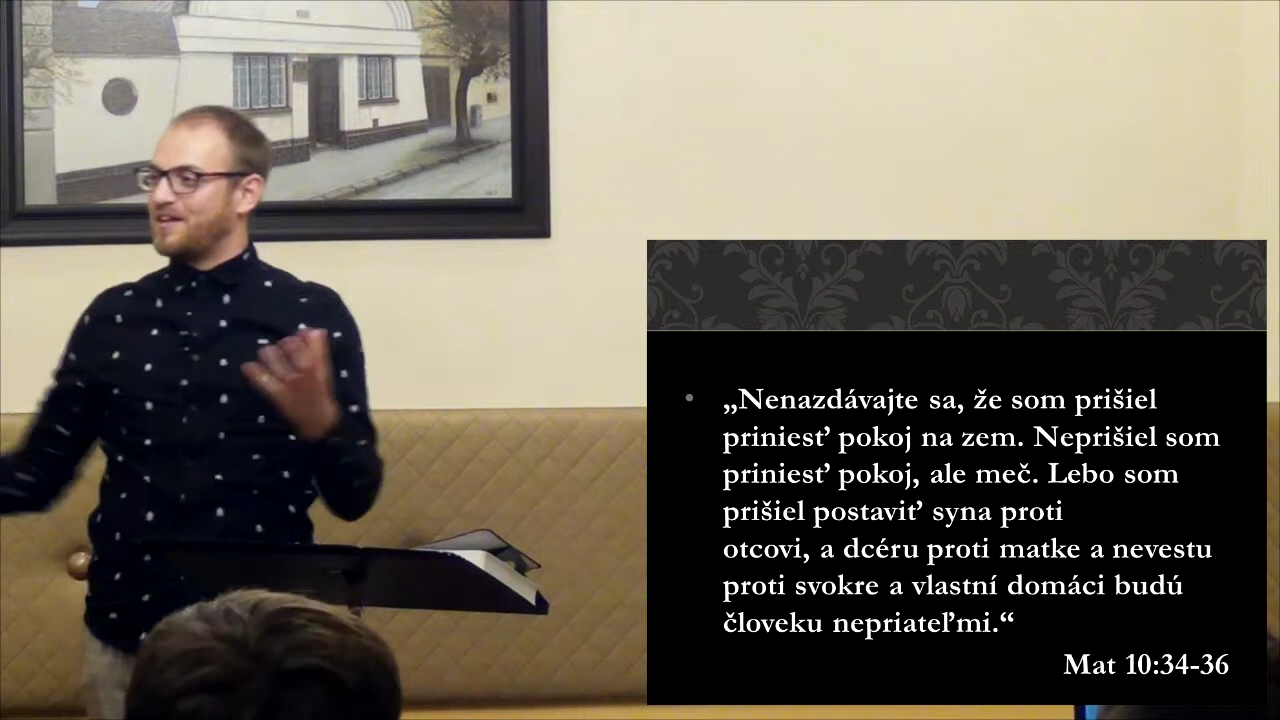 „Nenazdávajte sa, že som prišiel
priniesť pokoj na zem. Neprišiel som
priniesť pokoj, ale meč. Lebo som
prišiel postaviť syna proti
otcovi, a dcéru proti matke a nevestu
proti svokre a vlastní domáci budú
človeku nepriateľmi.“
Mat 10:34-36